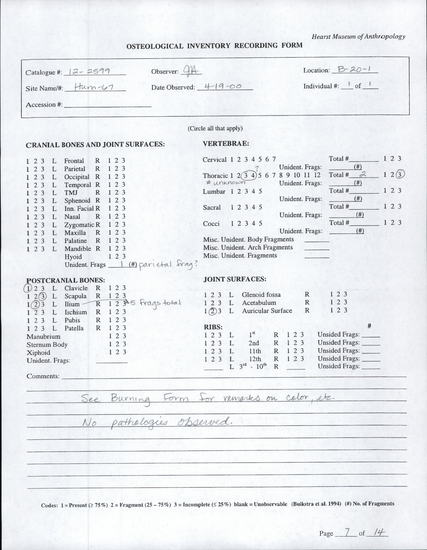 Hearst Museum of Anthropology
OSTEOLOGICAL INVENTORY RECORDING FORM
Catalogue #: 12-2599 Observer: JA Location: B-20-1
Site Name/#: Hum-67 Date Observed: 4-19-00 Individual #: 1 of 1
Accession #:
(Circle all that apply)
CRANIAL BONES AND JOINT SURFACES:
1 2 3 L Frontal R 1 2 3
1 2 3 L Parietal R 1 2 3
1 2 3 L Occipital R 1 2 3
1 2 3 L Temporal R 1 2 3
1 2 3 L TMJ R 1 2 3
1 2 3 L Sphenoid R 1 2 3
1 2 3 L Inn. Facial R 1 2 3
1 2 3 L Nasal R 1 2 3
1 2 3 L Zygomatic R 1 2 3
1 2 3 L Maxilla R 1 2 3
1 2 3 L Palatine R 1 2 3
1 2 3 L Mandible R 1 2 3
Hyoid 1 2 3
Unident. Frags 1 (#) parietal frag?
POSTCRANIAL BONES:
1 2 3 L Clavicle R 1 2 3
1 2 3 L Scapula R 1 2 3
1 2 3 L Ilium R 1 2 3 5 frags total
1 2 3 L Ischium R 1 2 3
1 2 3 L Pubis R 1 2 3
1 2 3 L Patella R 1 2 3
Manubrium 1 2 3
Sternum Body 1 2 3
Xiphoid 1 2 3
Unident. Frags:
VERTEBRAE:
Cervical 1 2 3 4 5 6 7 Total # 1 2 3
Unident. Frags: (#)
?
Thoracic 1 2 3 4 5 6 7 8 9 10 11 12 Total # 2 1 2 3
# unknown Unident. Frags: (#)
Lumbar 1 2 3 4 5 Total # 1 2 3
Unident. Frags: (#)
Sacral 1 2 3 4 5 Total # 1 2 3
Unident. Frags: (#)
Cocci 1 2 3 4 5 Total # 1 2 3
Unident. Frags: (#)
Misc. Unident. Body Fragments
Misc. Unident. Arch Fragments
Misc. Unident. Fragments
JOINT SURFACES:
1 2 3 L Glenoid fossa R 1 2 3
1 2 3 L Acetabulum R 1 2 3
1 2 3 L Auricular Surface R 1 2 3
RIBS: #
1 2 3 L 1st R 1 2 3 Unsided Frags:
1 2 3 L 2nd R 1 2 3 Unsided Frags:
1 2 3 L 11th R 1 2 3 Unsided Frags:
1 2 3 L 12th R 1 2 3 Unsided Frags:
L 3rd - 10th R Unsided Frags:
Comments:
See Burning Form for remarks on color, etc.
No pathologies observed.
Codes: 1 = Present (≥ 75%) 2 = Fragment (25 – 75%) 3 = Incomplete (≤ 25%) blank = Unobservable (Buikstra et al. 1994) (#) No. of Fragments
Page 7 of 14